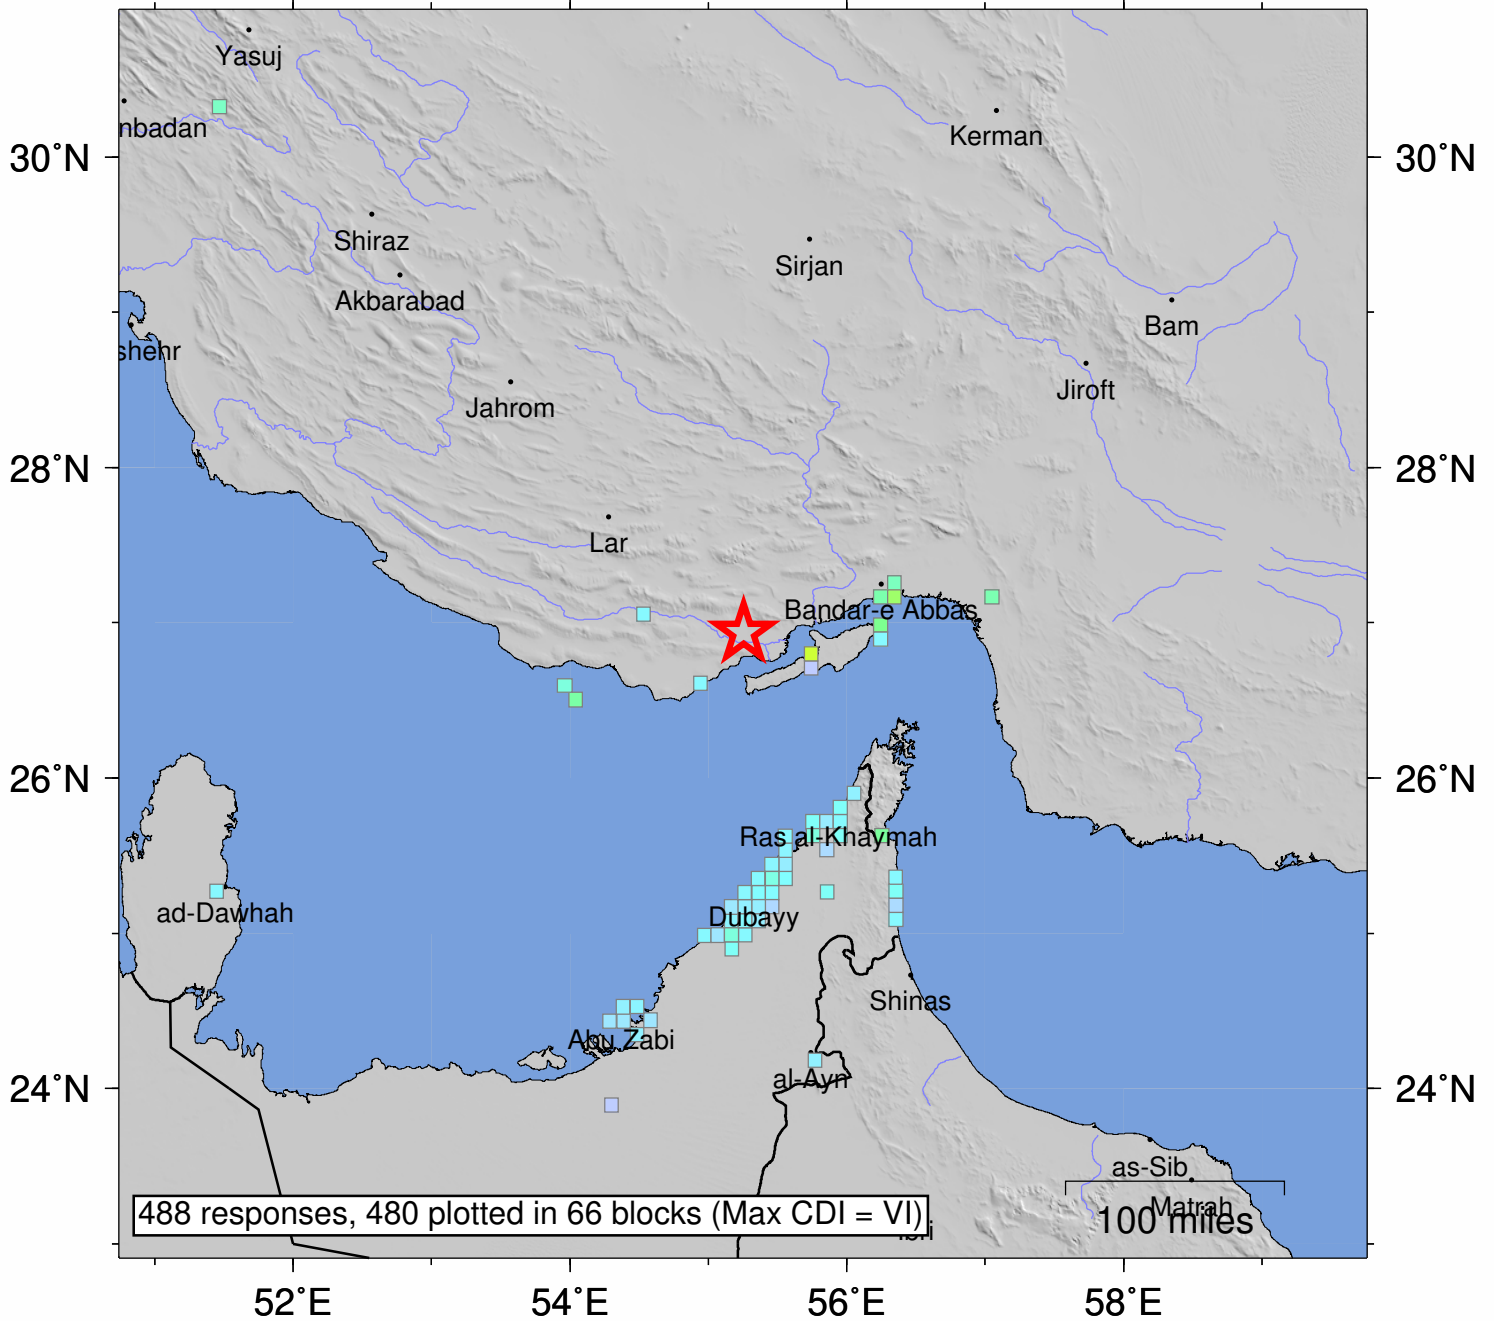 Yasuj
nbadan
Kerman
30°N
30°N
Shiraz
Sirjan
Akbarabad
Bam
shehr
Jiroft
Jahrom
28°N
28°N
Lar
Bandar-e Abbas
26°N
26°N
Ras al-Khaymah
ad-Dawhah
Dubayy
Shinas
Abu Zabi
al-Ayn
24°N
24°N
as-Sib
Matrah
100 miles
488 responses, 480 plotted in 66 blocks (Max CDI = VI)
Ibri
52°E
54°E
56°E
58°E